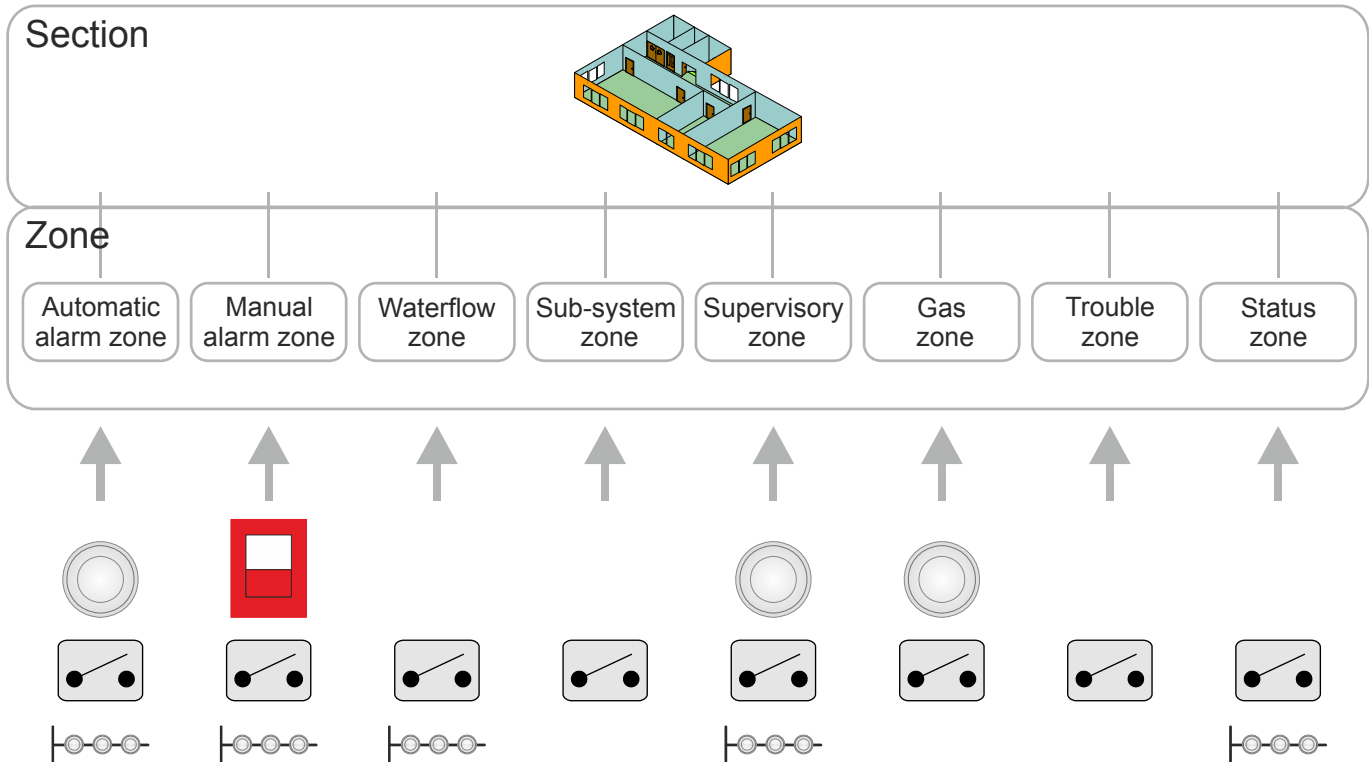 Section
Zone
Automatic
alarm zone
Manual
alarm zone
Waterflow
zone
Sub-system
zone
Supervisory
zone
Gas
zone
Trouble
zone
Status
zone